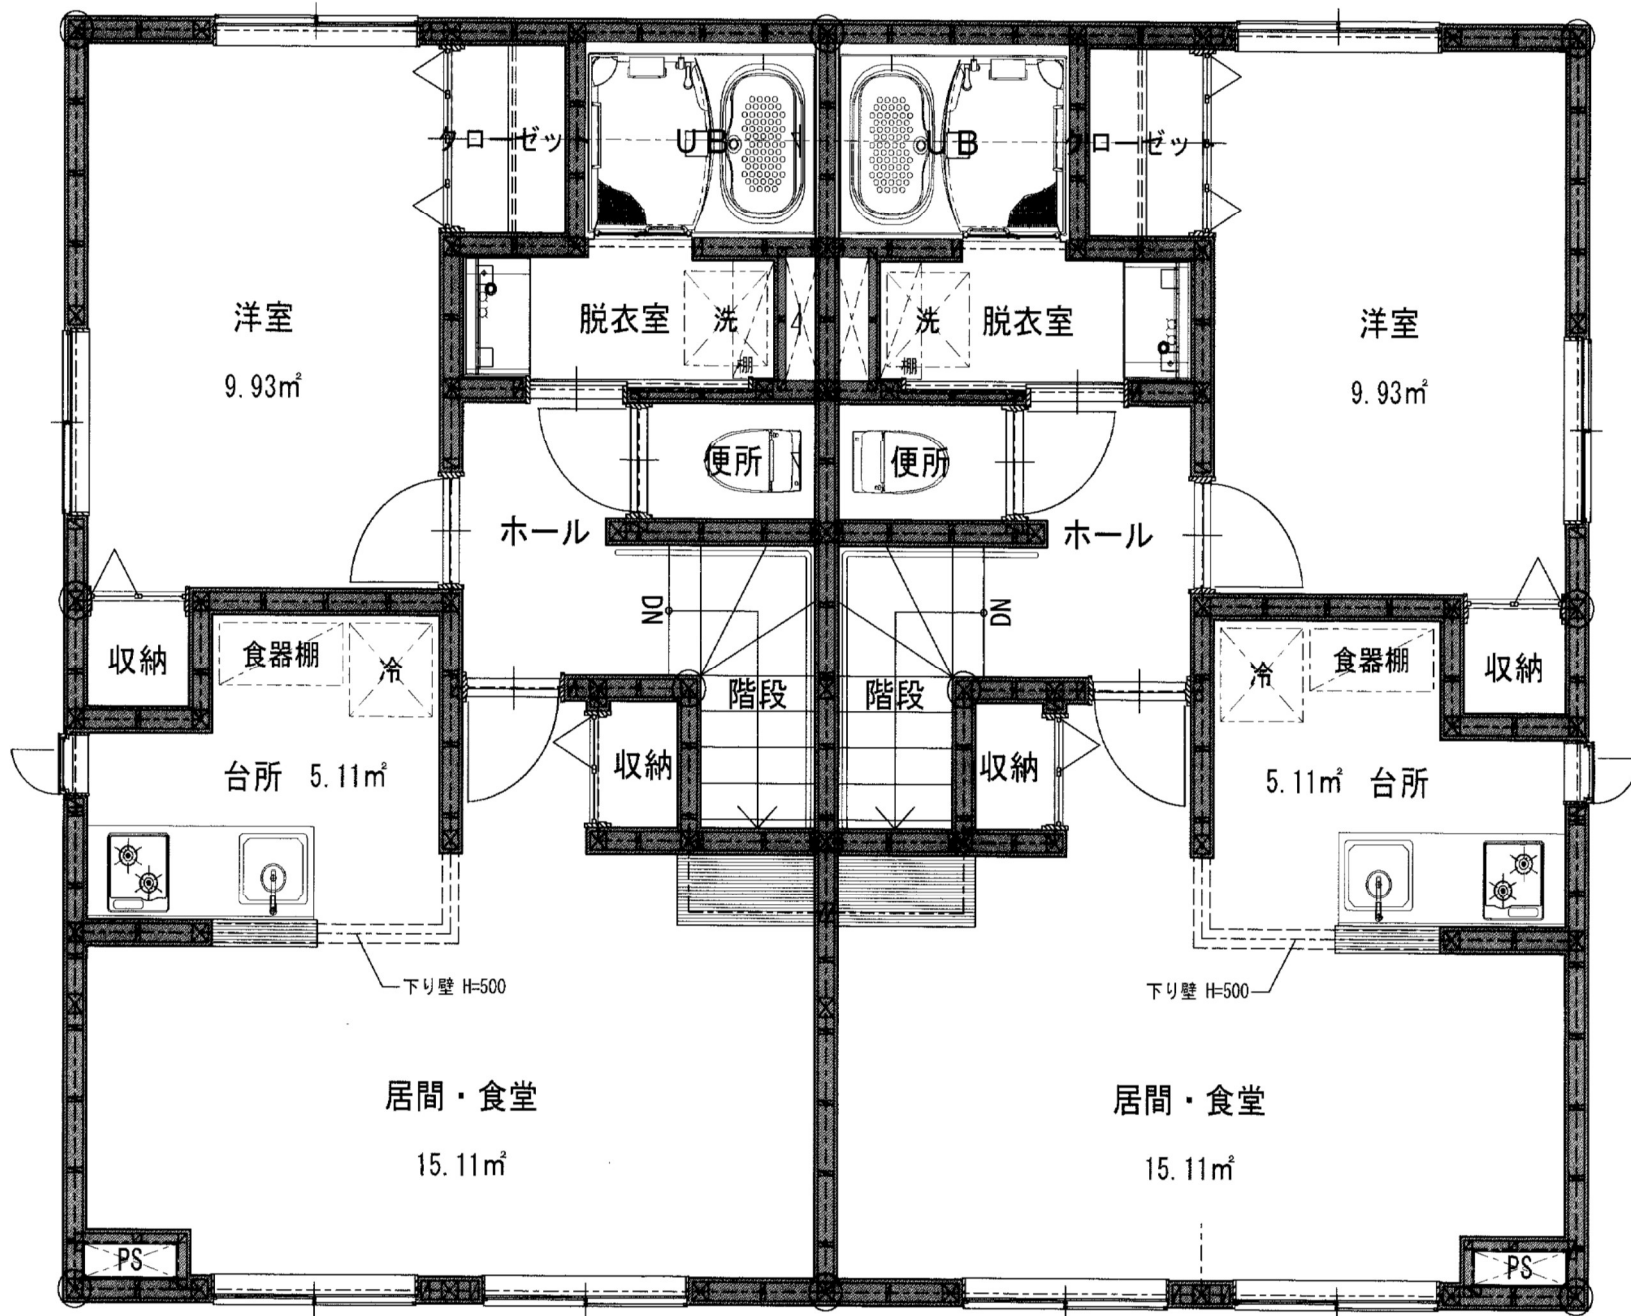 クローゼッ
UB
UB
クローゼッ
洋室
9.93㎡
脱衣室
洗
棚
洗
棚
脱衣室
洋室
9.93㎡
便所
便所
ホール
ホール
DN
DN
収納
食器棚
冷
階段
階段
冷
食器棚
収納
台所 5.11㎡
収納
収納
5.11㎡ 台所
下り壁 H=500
下り壁 H=500
居間・食堂
15.11㎡
居間・食堂
15.11㎡
PS
PS